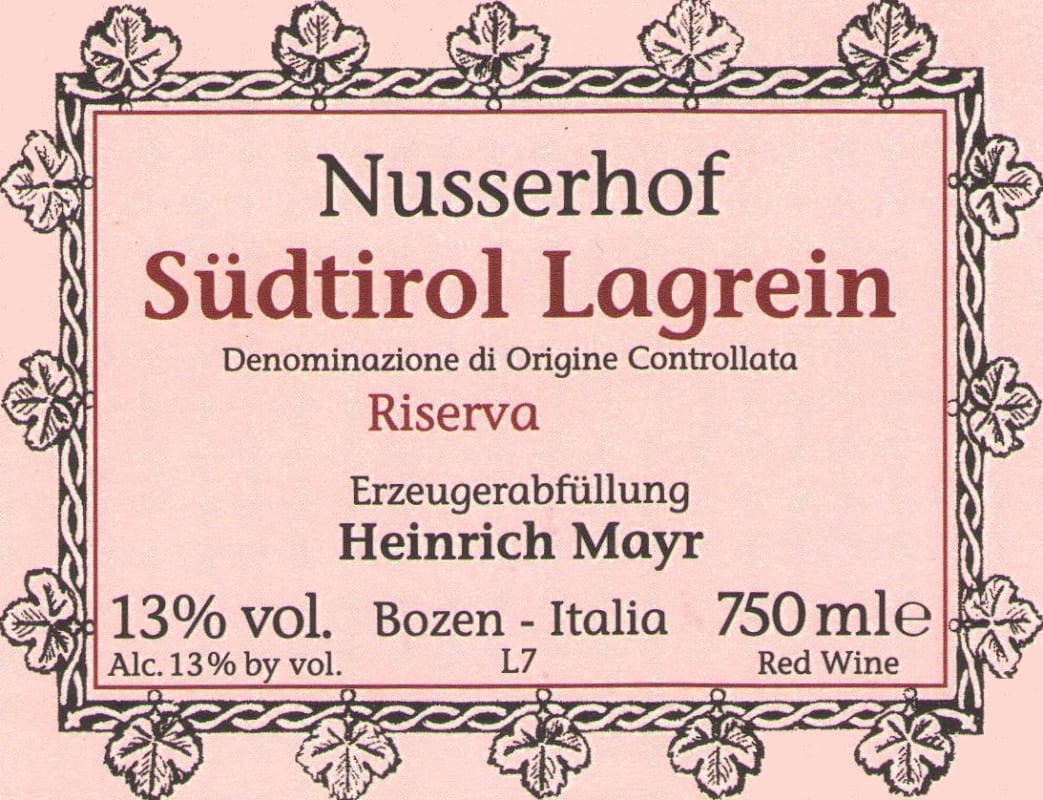 Nusserhof
Südtirol Lagrein
Denominazione di Origine Controllata
Riserva
Erzeugerabfüllung
Heinrich Mayr
13% vol. Bozen - Italia 750 ml℮
Alc. 13% by vol. L7 Red Wine